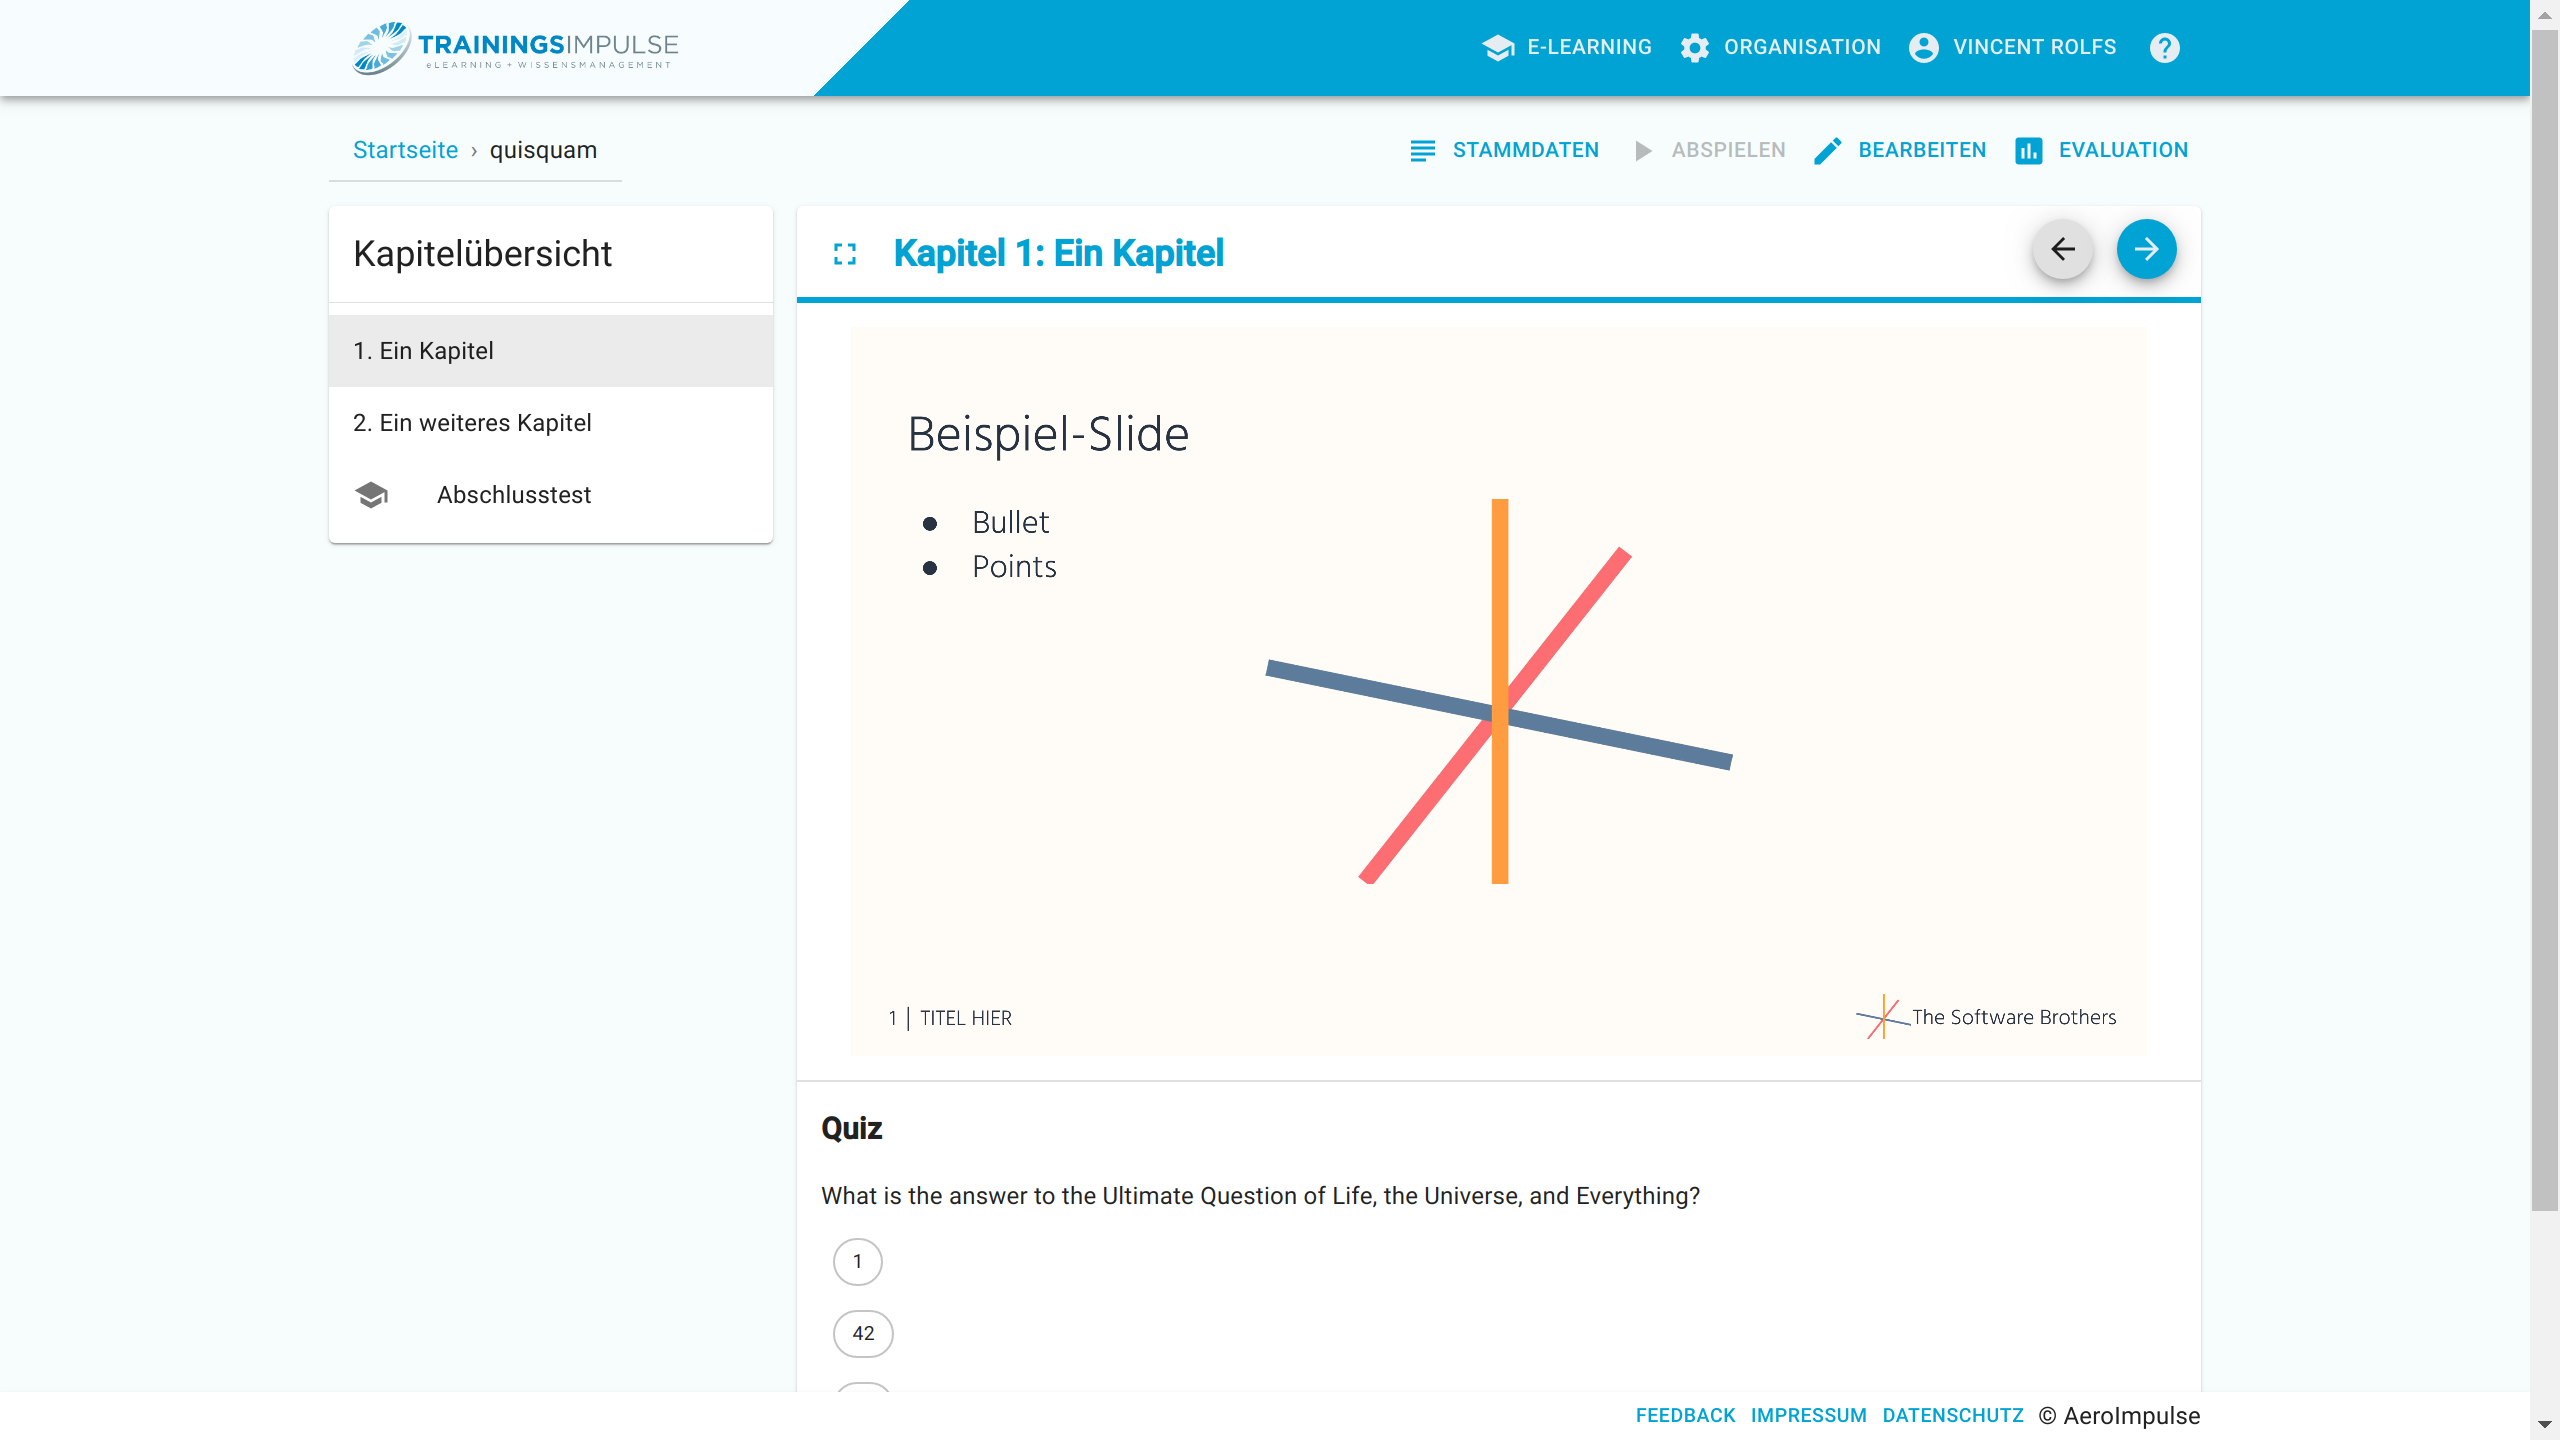 TRAININGSIMPULSE
eLEARNING + WISSENSMANAGEMENT
E-LEARNING ORGANISATION VINCENT ROLFS ?
Startseite › quisquam
STAMMDATEN ABSPIELEN BEARBEITEN EVALUATION
Kapitelübersicht
1. Ein Kapitel
2. Ein weiteres Kapitel
Abschlusstest
Kapitel 1: Ein Kapitel
Beispiel-Slide
● Bullet
● Points
1 | TITEL HIER
The Software Brothers
Quiz
What is the answer to the Ultimate Question of Life, the Universe, and Everything?
1
42
FEEDBACK IMPRESSUM DATENSCHUTZ © AeroImpulse